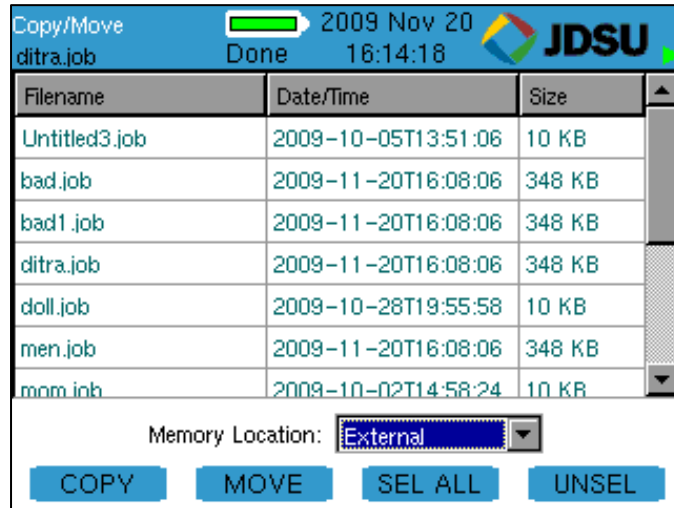 Copy/Move 2009 Nov 20 JDSU
ditra.job Done 16:14:18
Filename Date/Time Size
Untitled3.job 2009-10-05T13:51:06 10 KB
bad.job 2009-11-20T16:08:06 348 KB
bad1.job 2009-11-20T16:08:06 348 KB
ditra.job 2009-11-20T16:08:06 348 KB
doll.job 2009-10-28T19:55:58 10 KB
men.job 2009-11-20T16:08:06 348 KB
mom.job 2009-10-02T14:58:24 10 KB
Memory Location: External
COPY MOVE SEL ALL UNSEL